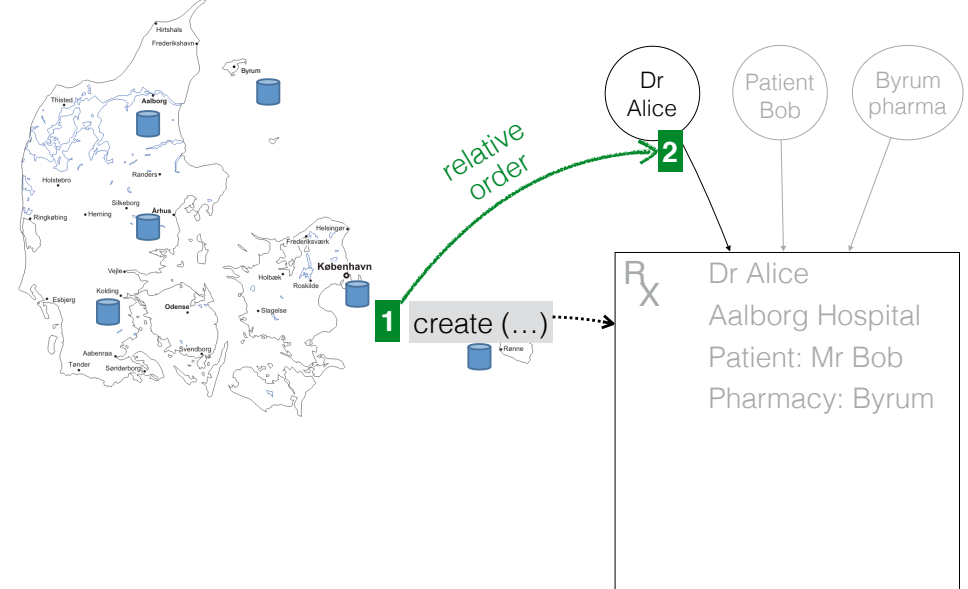 Hirtshals
Frederikshavn
Byrum
Thisted
Aalborg
Holstebro
Randers
Silkeborg
Ringkøbing
Herning
Århus
Helsingør
Frederiksværk
København
Vejle
Holbæk
Roskilde
Kolding
Esbjerg
Odense
Slagelse
Svendborg
Aabenraa
Tønder
Sønderborg
Rønne
relative
order
1
create (...)
2
Dr
Alice
Patient
Bob
Byrum
pharma
Rx
Dr Alice
Aalborg Hospital
Patient: Mr Bob
Pharmacy: Byrum